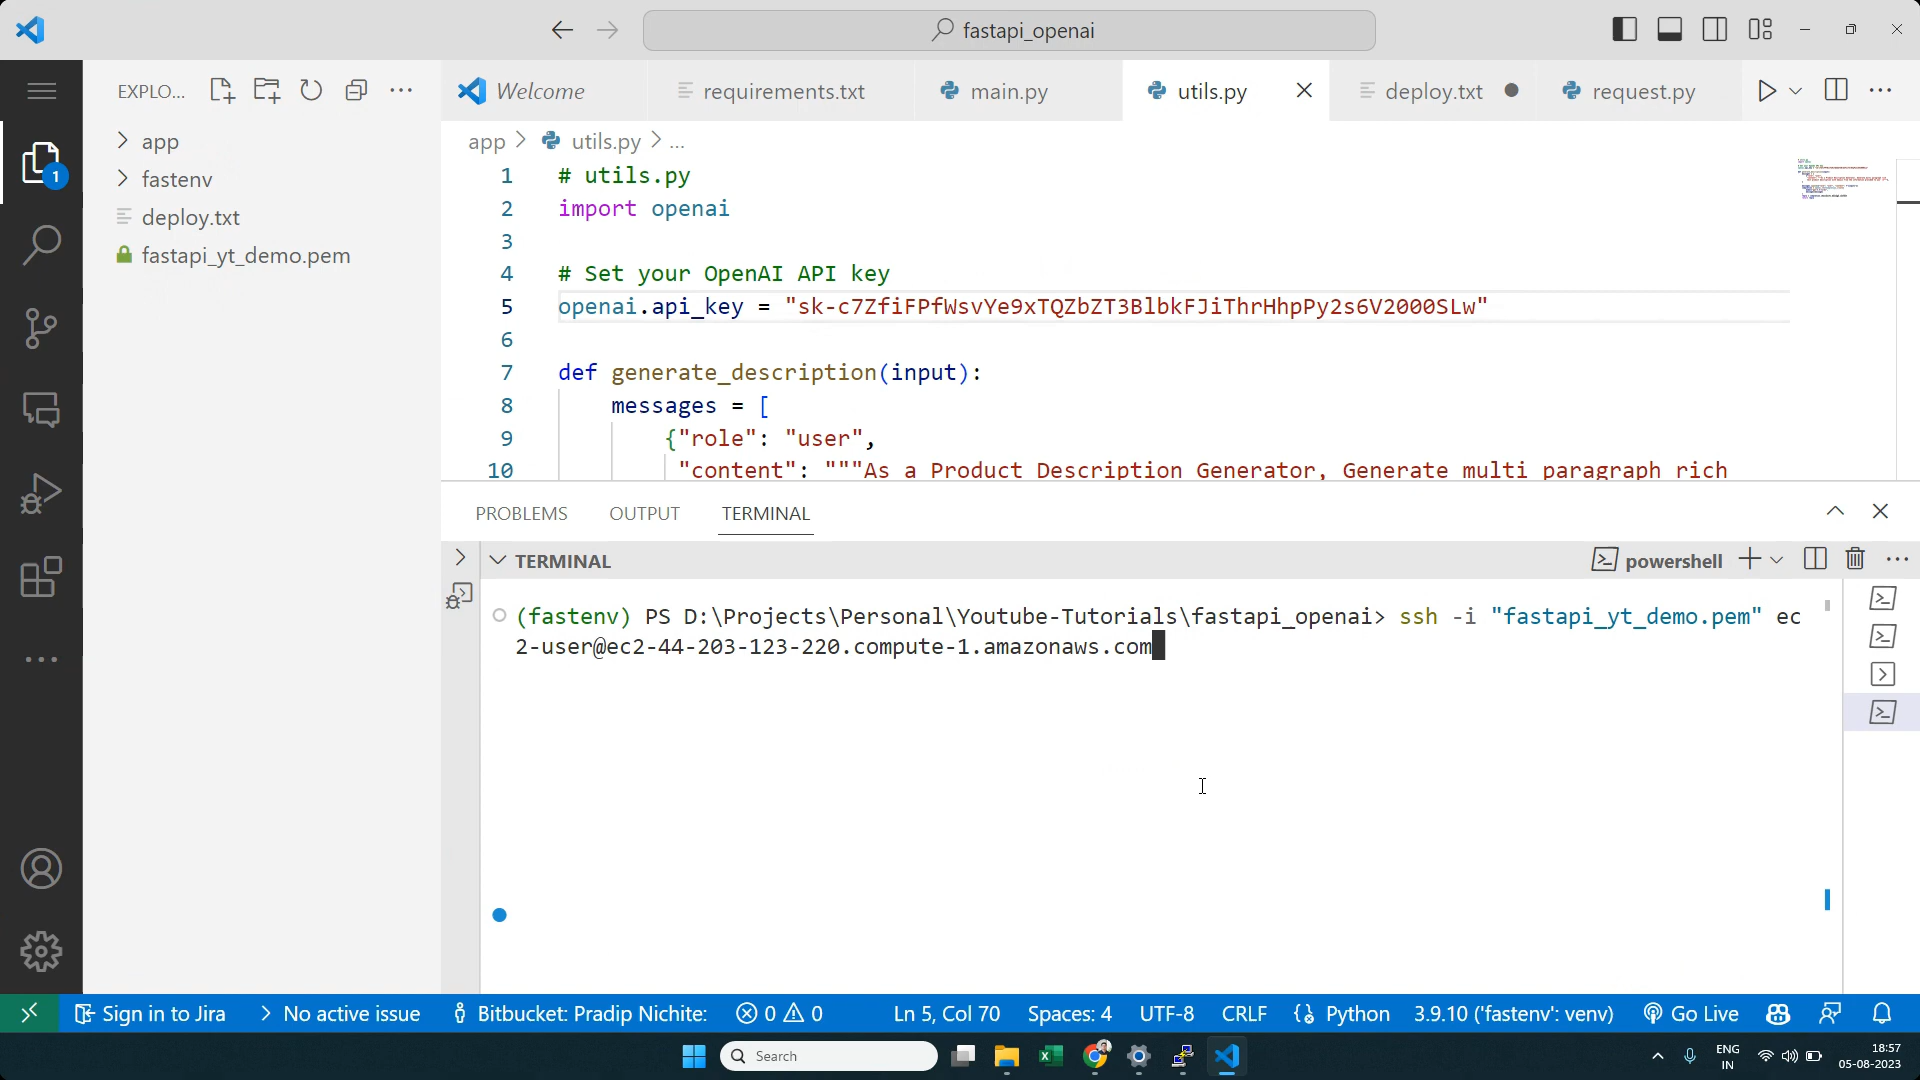 fastapi_openai
EXPLO...
Welcome
requirements.txt
main.py
utils.py
deploy.txt
request.py
app
fastenv
deploy.txt
fastapi_yt_demo.pem
1
app > utils.py > ...
1 # utils.py
2 import openai
3
4 # Set your OpenAI API key
5 openai.api_key = "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"
6
7 def generate_description(input):
8 messages = [
9 {"role": "user",
10 "content": """As a Product Description Generator, Generate multi paragraph rich
PROBLEMS OUTPUT TERMINAL
TERMINAL
powershell
(fastenv) PS D:\Projects\Personal\Youtube-Tutorials\fastapi_openai> ssh -i "fastapi_yt_demo.pem" ec
2-user@ec2-44-203-123-220.compute-1.amazonaws.com
Sign in to Jira
No active issue
Bitbucket: Pradip Nichite:
0 0
Ln 5, Col 70
Spaces: 4
UTF-8
CRLF
Python
3.9.10 ('fastenv': venv)
Go Live
Search
ENG
IN
18:57
05-08-2023